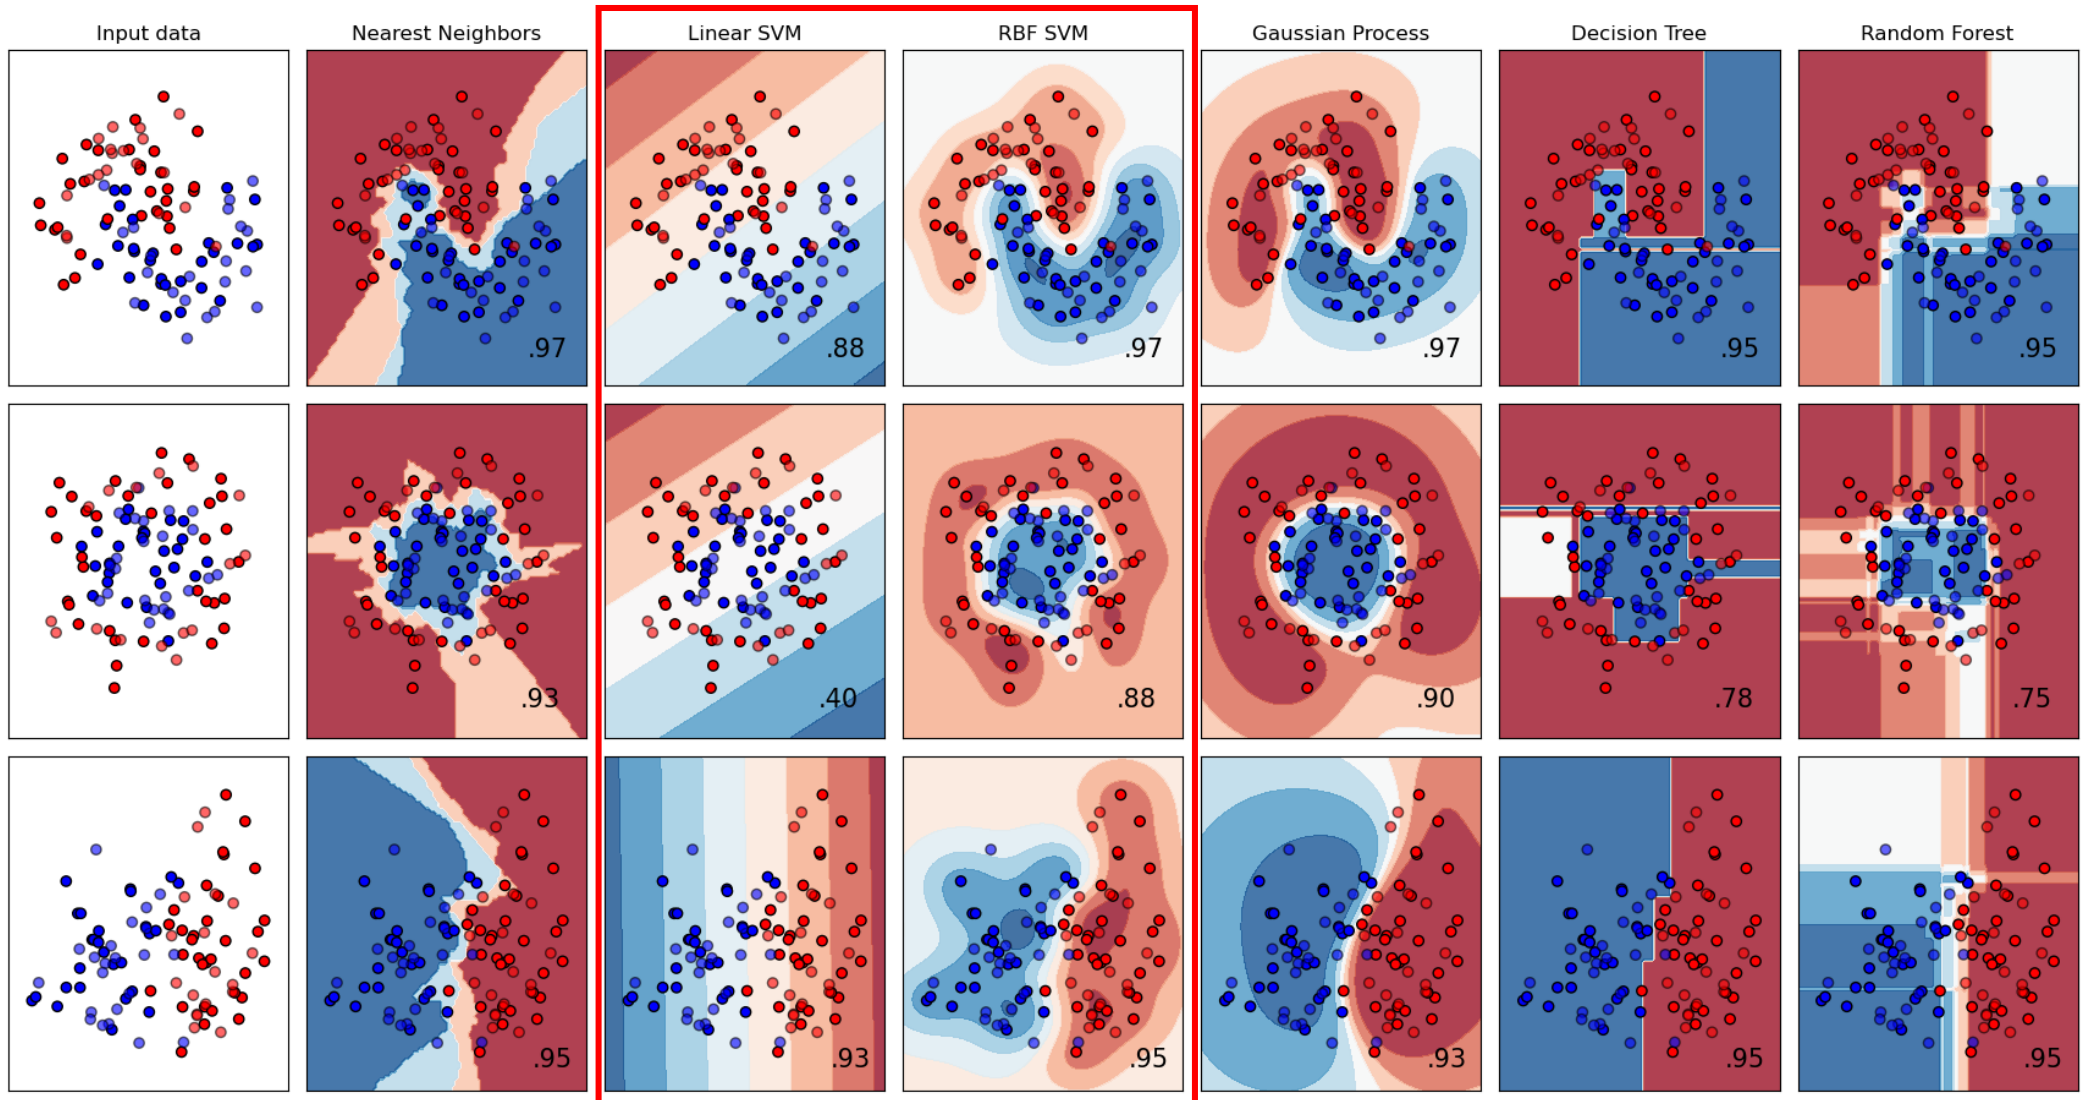 Input data Nearest Neighbors Linear SVM RBF SVM Gaussian Process Decision Tree Random Forest
.97 .88 .97 .97 .95 .95
.93 .40 .88 .90 .78 .75
.95 .93 .95 .93 .95 .95